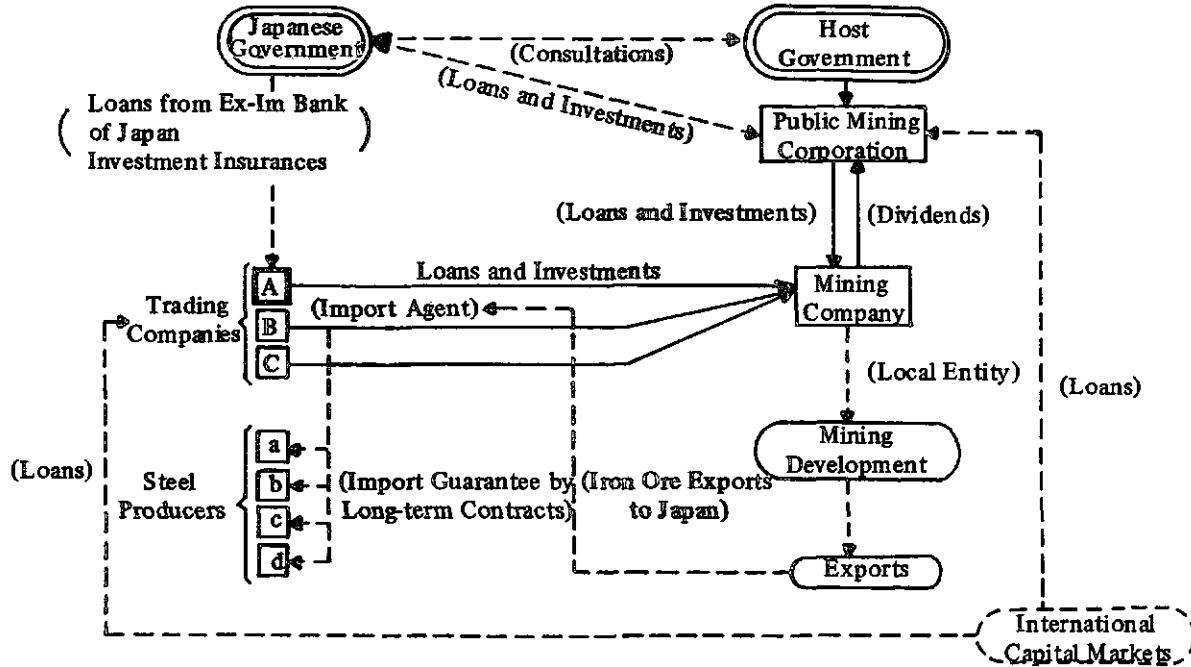 Japanese
Government
(Consultations)
Host
Government
(Loans and Investments)
(Loans from Ex-Im Bank
of Japan
Investment Insurances)
Public Mining
Corporation
(Loans and Investments)
(Dividends)
Trading
Companies
A
B
C
Loans and Investments
(Import Agent)
Mining
Company
(Local Entity)
(Loans)
Mining
Development
(Loans)
Steel
Producers
a
b
c
d
(Import Guarantee by
Long-term Contracts)
(Iron Ore Exports
to Japan)
Exports
International
Capital Markets